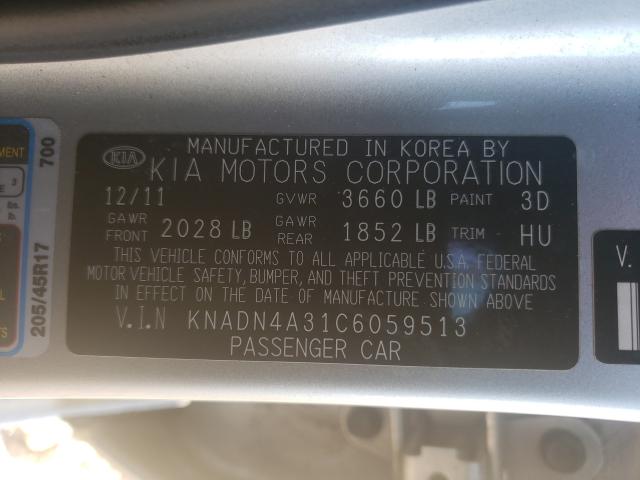 MANUFACTURED IN KOREA BY
KIA KIA MOTORS CORPORATION
12/11 GVWR 3660 LB PAINT 3D
GAWR FRONT 2028 LB GAWR REAR 1852 LB TRIM HU
THIS VEHICLE CONFORMS TO ALL APPLICABLE U.S.A. FEDERAL
MOTOR VEHICLE SAFETY, BUMPER, AND THEFT PREVENTION STANDARDS
IN EFFECT ON THE DATE OF MANUFACTURE SHOWN ABOVE
V.I.N KNADN4A31C6059513
PASSENGER CAR
205/45R17 700
V.